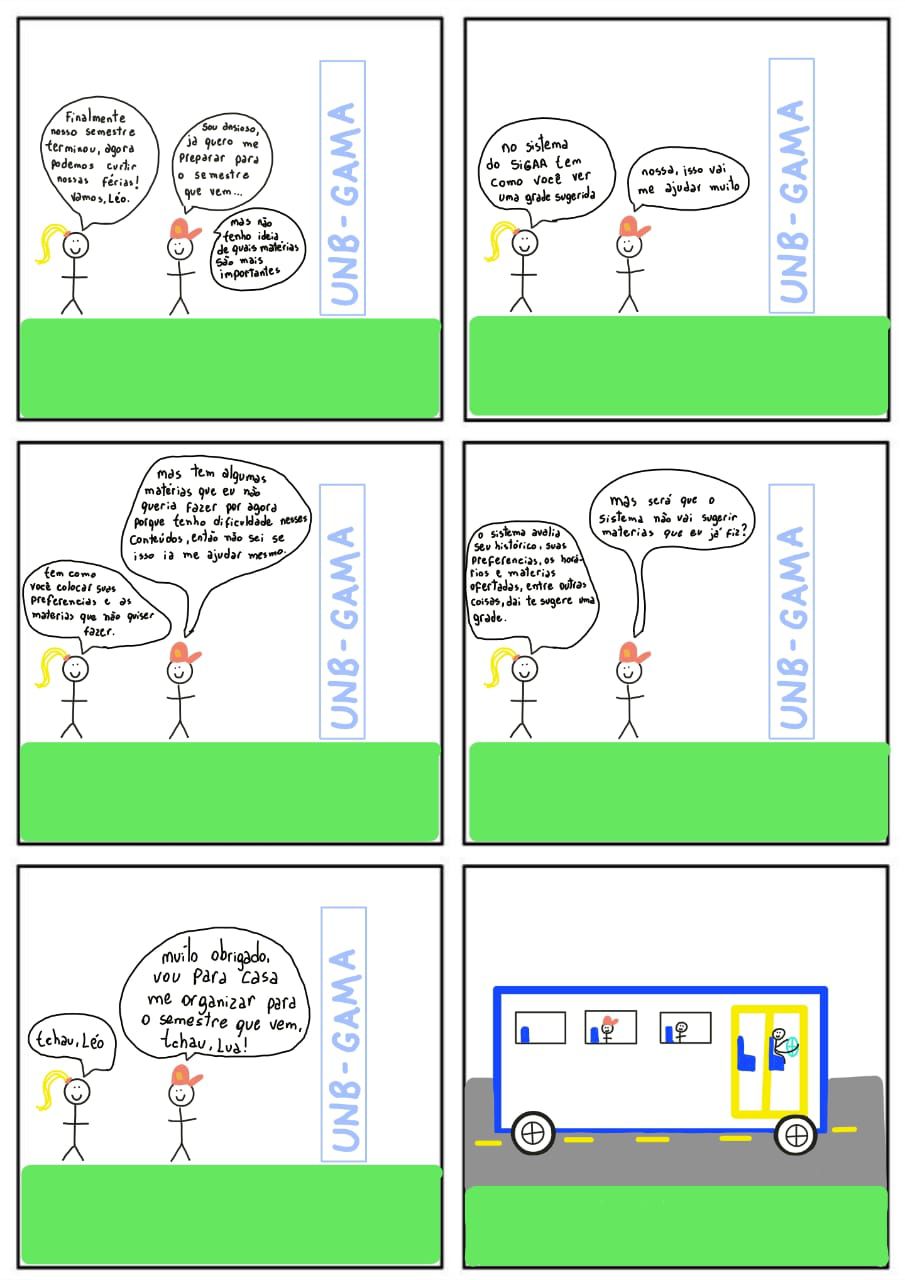 Finalmente
nosso semestre
terminou, agora
podemos curtir
nossas férias!
Vamos, Léo.
Sou ansioso,
já quero me
preparar para
o semestre
que vem...
mas não
tenho ideia
de quais matérias
são mais
importantes
UNB-GAMA
no sistema
do SIGAA tem
como você ver
uma grade sugerida
nossa, isso vai
me ajudar muito
UNB-GAMA
mas tem algumas
matérias que eu não
queria fazer por agora
porque tenho dificuldade nesses
conteúdos, então não sei se
isso ia me ajudar mesmo.
tem como
você colocar suas
preferencias e as
matérias que não quiser
fazer.
UNB-GAMA
mas será que o
sistema não vai sugerir
materias que eu já fiz?
o sistema avalia
seu histórico, suas
preferencias, os horá-
rios e matérias
ofertadas, entre outras
coisas, daí te sugere uma
grade.
UNB-GAMA
muito obrigado,
vou para casa
me organizar para
o semestre que vem,
tchau, Lua!
tchau, Léo
UNB-GAMA